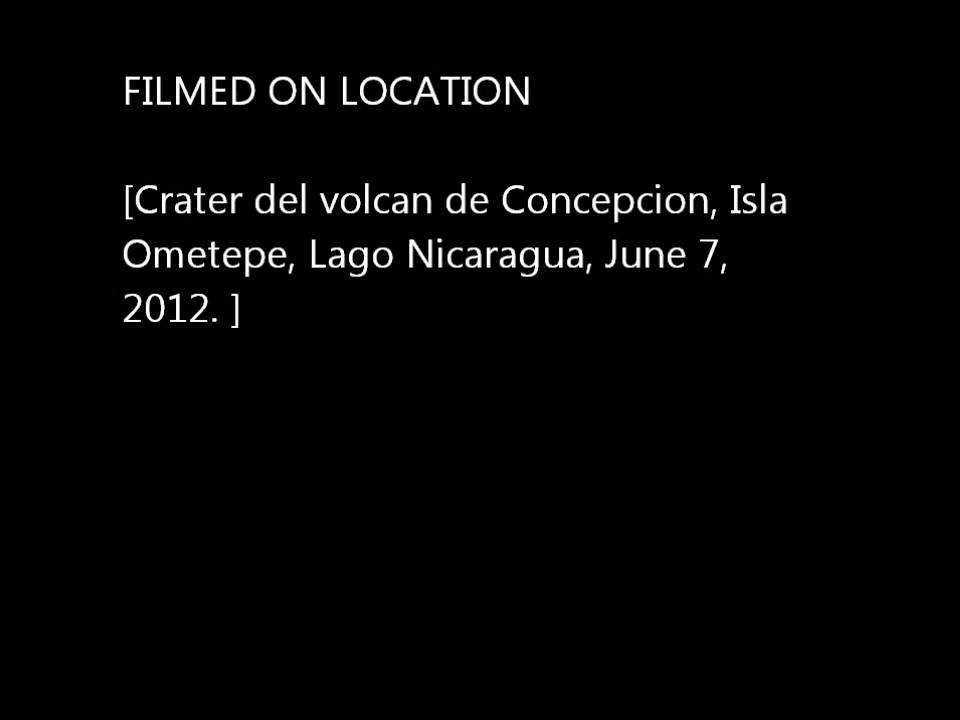 FILMED ON LOCATION
[Crater del volcan de Concepcion, Isla
Ometepe, Lago Nicaragua, June 7,
2012. ]